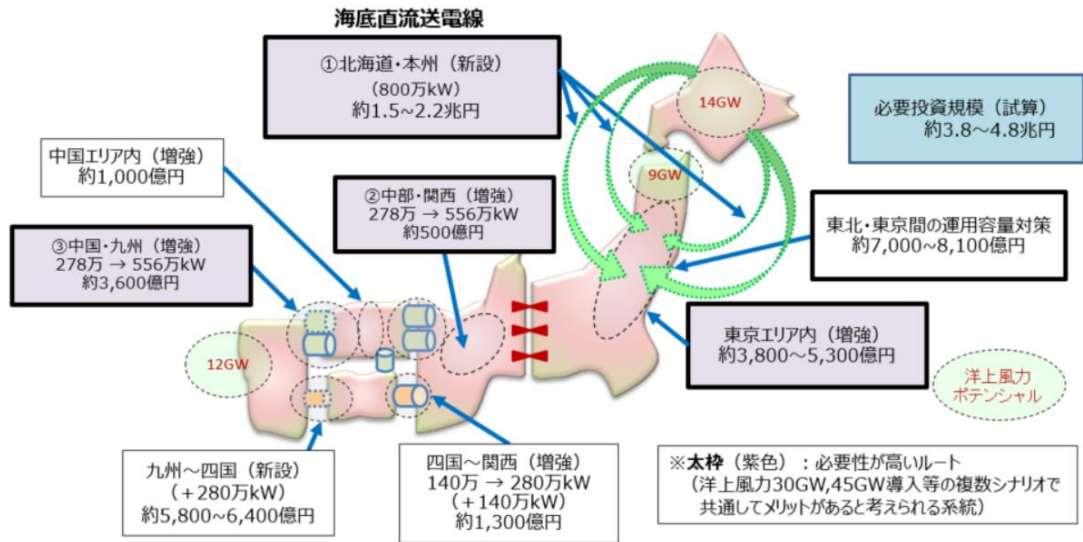 海底直流送電線
①北海道・本州（新設）
（800万kW）
約1.5~2.2兆円
14GW
必要投資規模（試算）
約3.8～4.8兆円
中国エリア内（増強）
約1,000億円
9GW
②中部・関西（増強）
278万 → 556万kW
約500億円
東北・東京間の運用容量対策
約7,000~8,100億円
③中国・九州（増強）
278万 → 556万kW
約3,600億円
東京エリア内（増強）
約3,800～5,300億円
12GW
洋上風力
ポテンシャル
九州～四国（新設）
（＋280万kW）
約5,800~6,400億円
四国～関西（増強）
140万 → 280万kW
（＋140万kW）
約1,300億円
※太枠（紫色）：必要性が高いルート
（洋上風力30GW,45GW導入等の複数シナリオで
共通してメリットがあると考えられる系統）